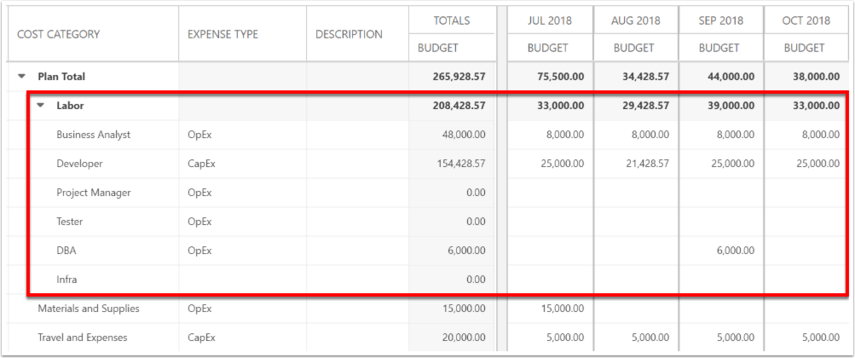 COST CATEGORY EXPENSE TYPE DESCRIPTION TOTALS JUL 2018 AUG 2018 SEP 2018 OCT 2018
BUDGET BUDGET BUDGET BUDGET BUDGET
Plan Total 265,928.57 75,500.00 34,428.57 44,000.00 38,000.00
Labor 208,428.57 33,000.00 29,428.57 39,000.00 33,000.00
Business Analyst OpEx 48,000.00 8,000.00 8,000.00 8,000.00 8,000.00
Developer CapEx 154,428.57 25,000.00 21,428.57 25,000.00 25,000.00
Project Manager OpEx 0.00
Tester OpEx 0.00
DBA OpEx 6,000.00 6,000.00
Infra 0.00
Materials and Supplies OpEx 15,000.00 15,000.00
Travel and Expenses CapEx 20,000.00 5,000.00 5,000.00 5,000.00 5,000.00